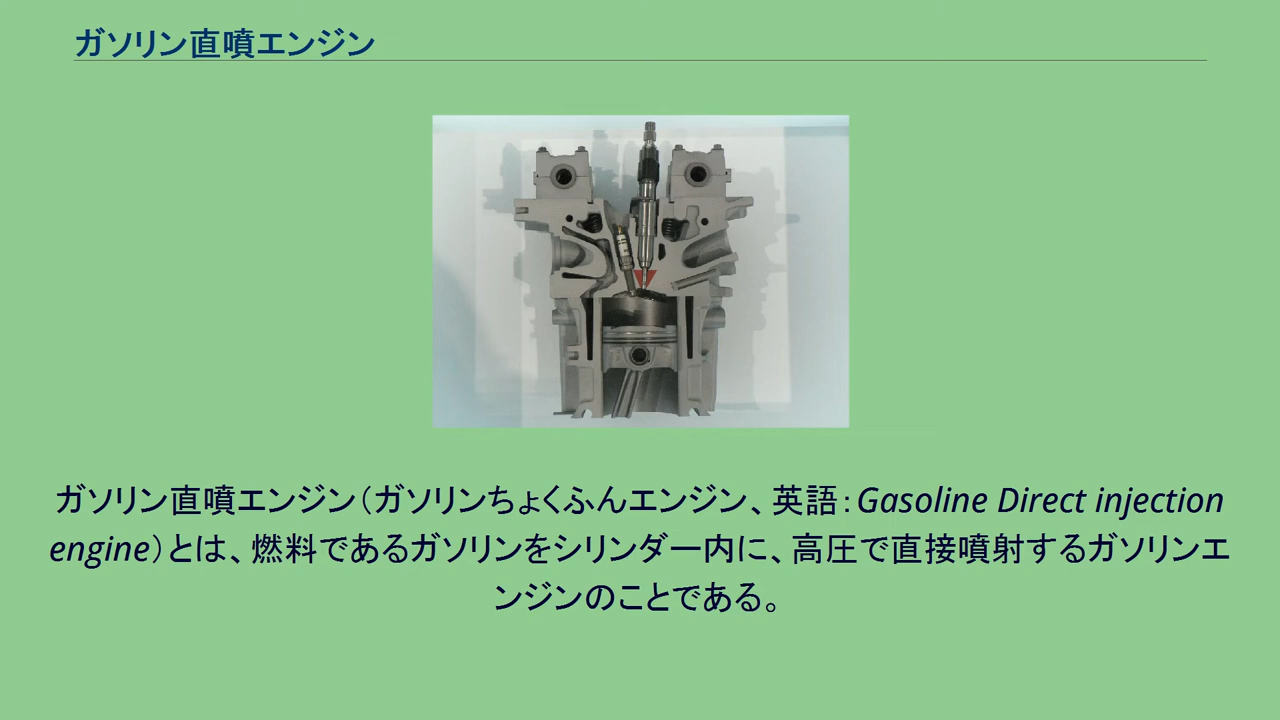 ガソリン直噴エンジン
ガソリン直噴エンジン（ガソリンちょくふんエンジン、英語：Gasoline Direct injection
engine）とは、燃料であるガソリンをシリンダー内に、高圧で直接噴射するガソリンエ
ンジンのことである。